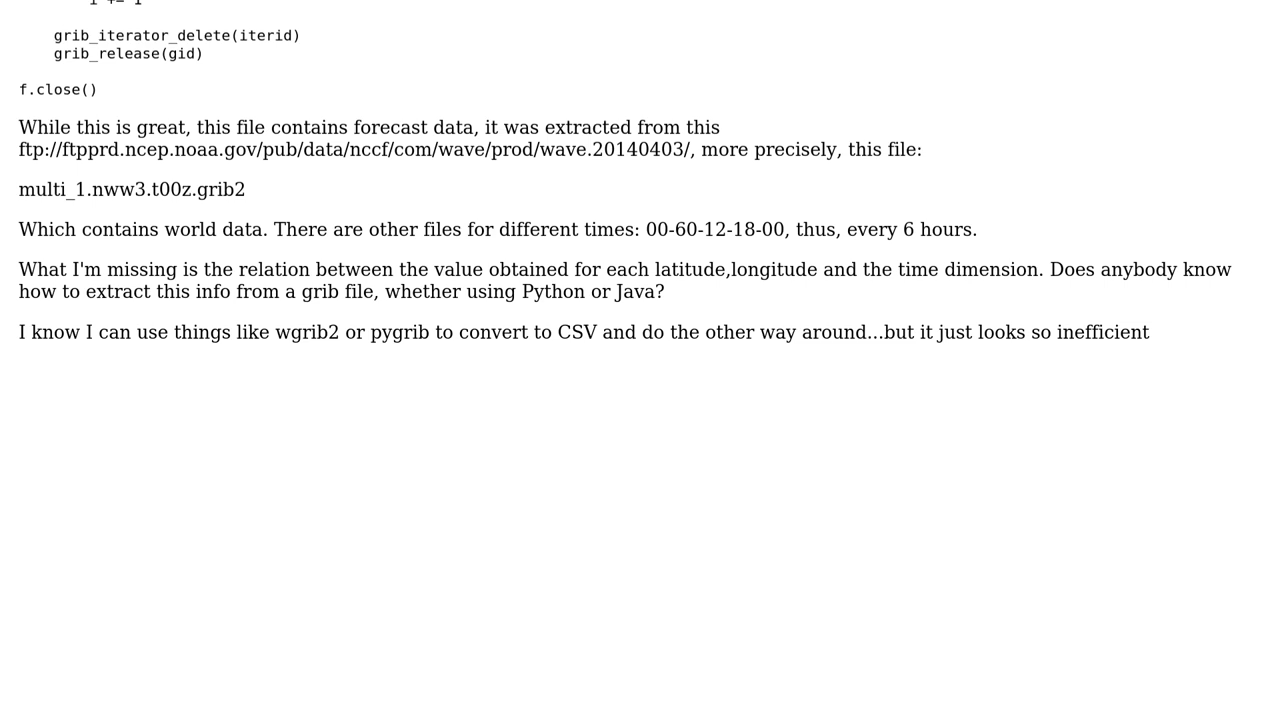 grib_iterator_delete(iterid)
grib_release(gid)
f.close()
While this is great, this file contains forecast data, it was extracted from this
ftp://ftpprd.ncep.noaa.gov/pub/data/nccf/com/wave/prod/wave.20140403/, more precisely, this file:
multi_1.nww3.t00z.grib2
Which contains world data. There are other files for different times: 00-60-12-18-00, thus, every 6 hours.
What I'm missing is the relation between the value obtained for each latitude,longitude and the time dimension. Does anybody know
how to extract this info from a grib file, whether using Python or Java?
I know I can use things like wgrib2 or pygrib to convert to CSV and do the other way around...but it just looks so inefficient